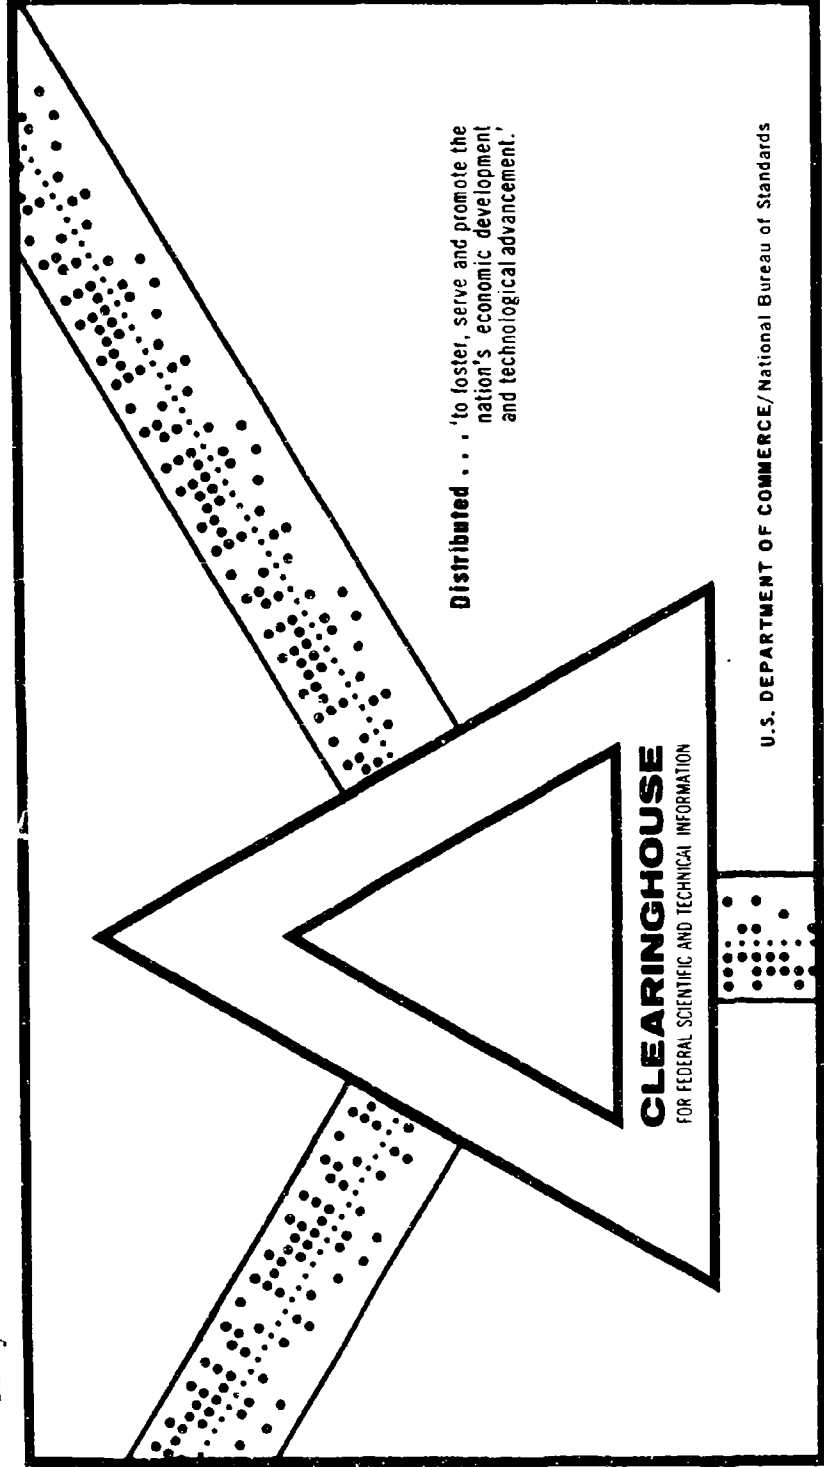 Distributed . . . 'to foster, serve and promote the
nation's economic development
and technological advancement.'
CLEARINGHOUSE
FOR FEDERAL SCIENTIFIC AND TECHNICAL INFORMATION
U.S. DEPARTMENT OF COMMERCE/National Bureau of Standards